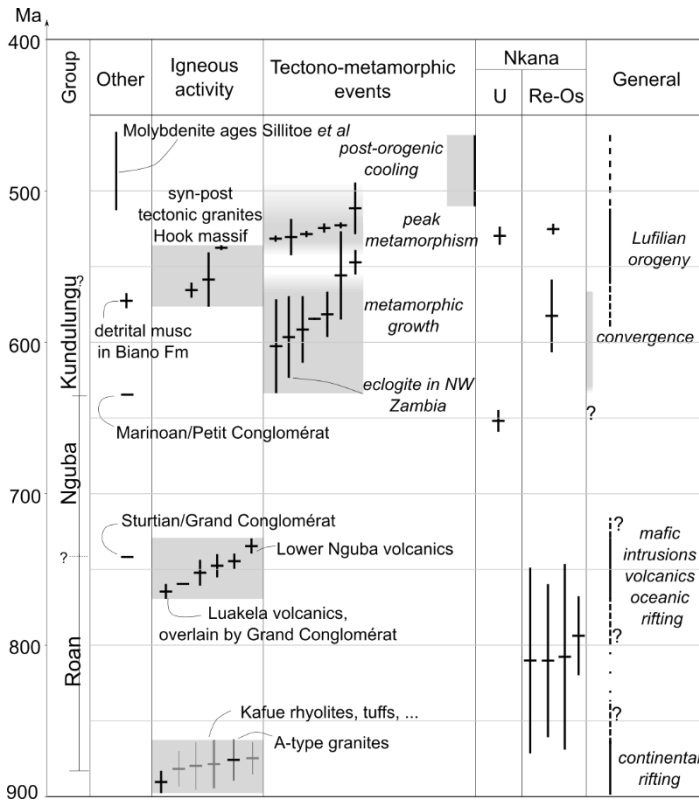 Ma
400
500
600
700
800
900
Group
Other
Igneous
activity
Tectono-metamorphic
events
Nkana
U
Re-Os
General
Kundulungu
?
Nguba
?
Roan
Molybdenite ages Sillitoe et al
syn-post
tectonic granites
Hook massif
detrital musc
in Biano Fm
Marinoan/Petit Conglomérat
Sturtian/Grand Conglomérat
Lower Nguba volcanics
Luakela volcanics,
overlain by Grand Conglomérat
Kafue rhyolites, tuffs, ...
A-type granites
post-orogenic
cooling
peak
metamorphism
metamorphic
growth
eclogite in NW
Zambia
Lufilian
orogeny
convergence
?
?
mafic
intrusions
volcanics
oceanic
rifting
?
?
continental
rifting